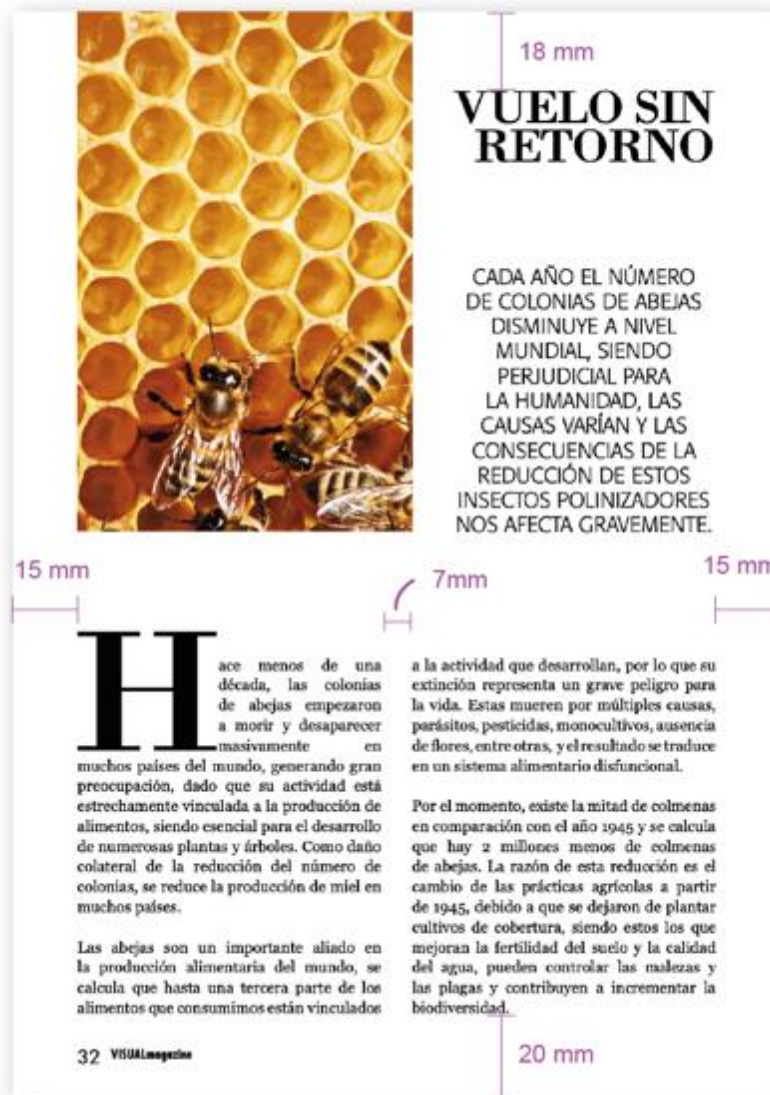 18 mm
VUELO SIN
RETORNO
CADA AÑO EL NÚMERO
DE COLONIAS DE ABEJAS
DISMINUYE A NIVEL
MUNDIAL, SIENDO
PERJUDICIAL PARA
LA HUMANIDAD, LAS
CAUSAS VARÍAN Y LAS
CONSECUENCIAS DE LA
REDUCCIÓN DE ESTOS
INSECTOS POLINIZADORES
NOS AFECTA GRAVEMENTE.
15 mm
7mm
15 mm
Hace menos de una
década, las colonias
de abejas empezaron
a morir y desaparecer
masivamente en
muchos países del mundo, generando gran
preocupación, dado que su actividad está
estrechamente vinculada a la producción de
alimentos, siendo esencial para el desarrollo
de numerosas plantas y árboles. Como daño
colateral de la reducción del número de
colonias, se reduce la producción de miel en
muchos países.
Las abejas son un importante aliado en
la producción alimentaria del mundo, se
calcula que hasta una tercera parte de los
alimentos que consumimos están vinculados
a la actividad que desarrollan, por lo que su
extinción representa un grave peligro para
la vida. Estas mueren por múltiples causas,
parásitos, pesticidas, monocultivos, ausencia
de flores, entre otras, y el resultado se traduce
en un sistema alimentario disfuncional.
Por el momento, existe la mitad de colmenas
en comparación con el año 1945 y se calcula
que hay 2 millones menos de colmenas
de abejas. La razón de esta reducción es el
cambio de las prácticas agrícolas a partir
de 1945, debido a que se dejaron de plantar
cultivos de cobertura, siendo estos los que
mejoran la fertilidad del suelo y la calidad
del agua, pueden controlar las malezas y
las plagas y contribuyen a incrementar la
biodiversidad.
32 VISUALmagazine
20 mm